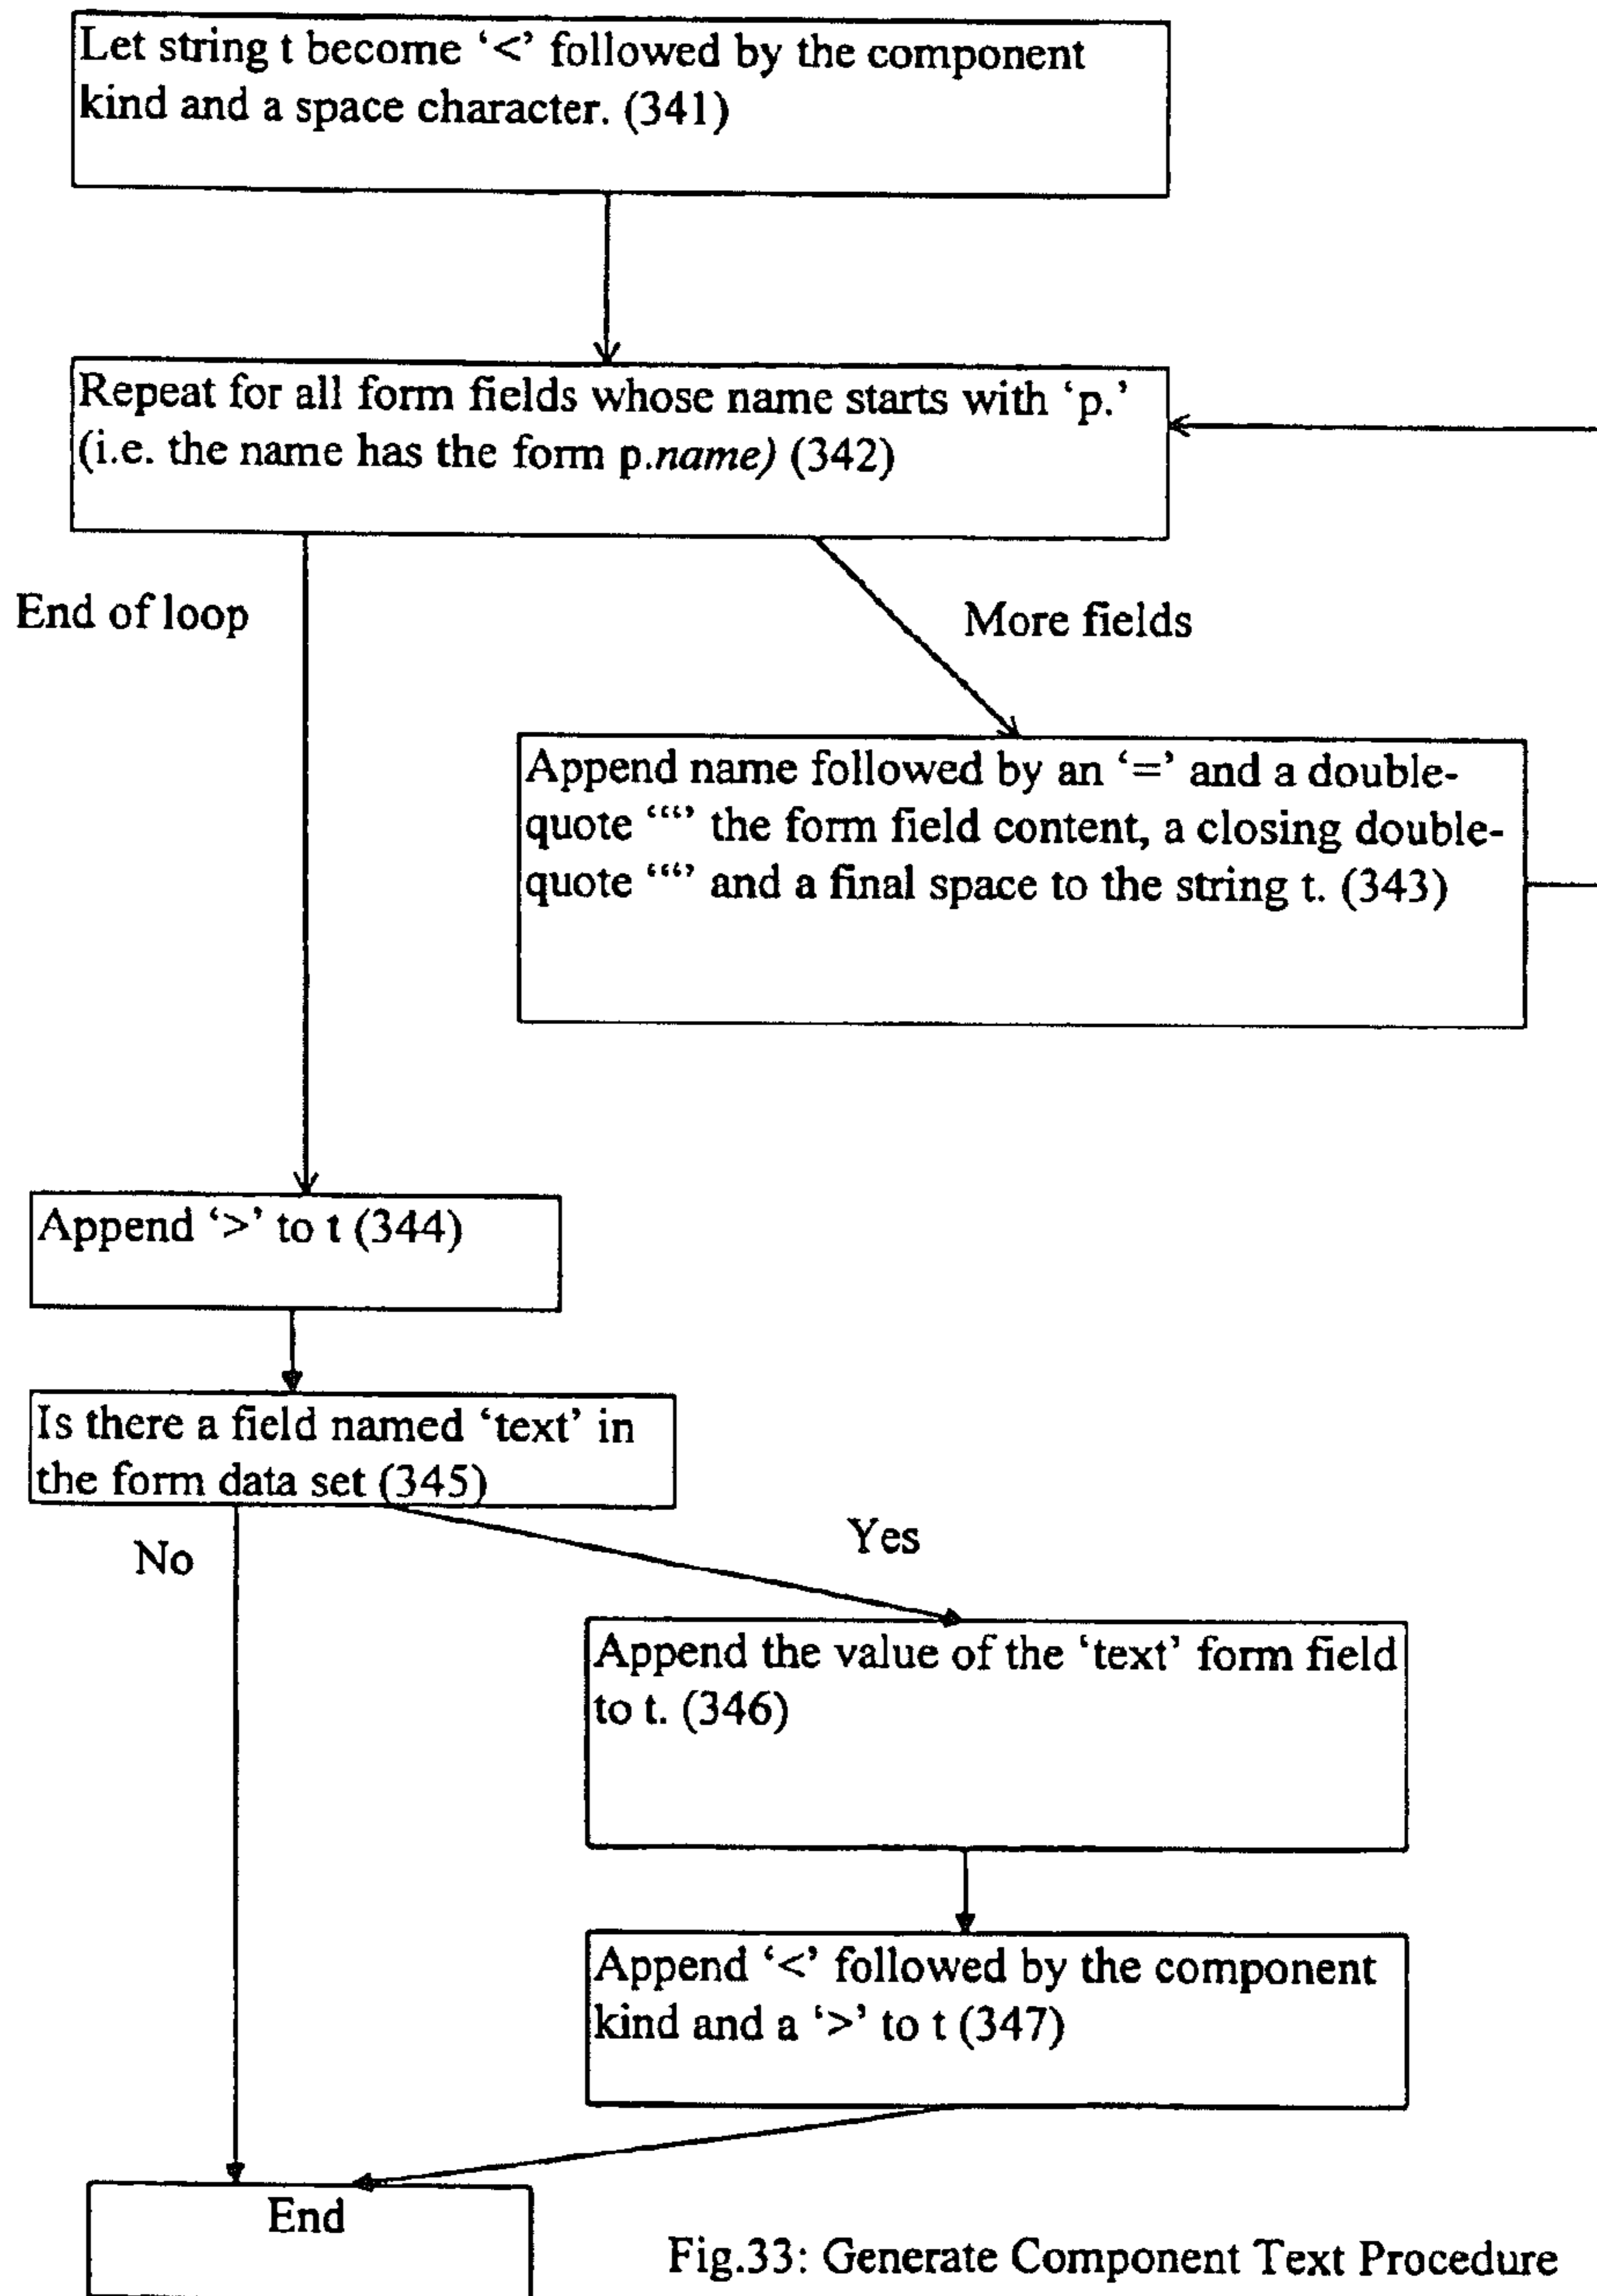 Let string t become ‘<’ followed by the component
kind and a space character. (341)
Repeat for all form fields whose name starts with ‘p.’
(i.e. the name has the form p.name) (342)
End of loop
More fields
Append name followed by an ‘=’ and a double-
quote ‘“’ the form field content, a closing double-
quote ‘“’ and a final space to the string t. (343)
Append ‘>’ to t (344)
Is there a field named ‘text’ in
the form data set (345)
No
Yes
Append the value of the ‘text’ form field
to t. (346)
Append ‘<’ followed by the component
kind and a ‘>’ to t (347)
End
Fig.33: Generate Component Text Procedure